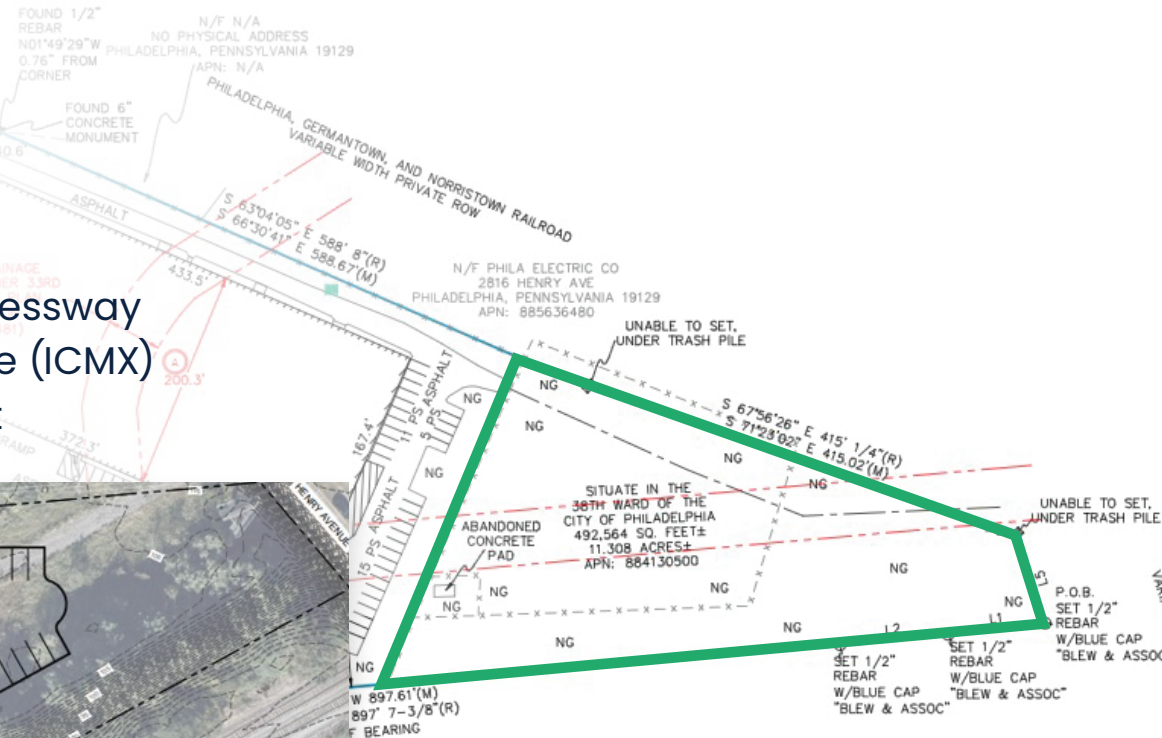 FOUND 1/2"
REBAR
N01°49'29"W
0.76" FROM
CORNER
N/F N/A
NO PHYSICAL ADDRESS
PHILADELPHIA, PENNSYLVANIA 19129
APN: N/A
FOUND 6"
CONCRETE
MONUMENT
PHILADELPHIA, GERMANTOWN, AND NORRISTOWN RAILROAD
VARIABLE WIDTH PRIVATE ROW
ASPHALT
S 63°04'05" E 588' 8"(R)
S 66°30'41" E 588.67'(M)
433.5'
N/F PHILA ELECTRIC CO
2816 HENRY AVE
PHILADELPHIA, PENNSYLVANIA 19129
APN: 885636480
essway
e (ICMX)
A
200.3'
372.3'
RAMP
167.4'
11 PS ASPHALT
5 PS
15 PS ASPHALT
UNABLE TO SET,
UNDER TRASH PILE
S 67°56'26" E 415' 1/4"(R)
S 71°23'02" E 415.02'(M)
NG
NG
NG
NG
NG
NG
SITUATE IN THE
38TH WARD OF THE
CITY OF PHILADELPHIA
492,564 SQ. FEET±
11.308 ACRES±
APN: 884130500
ABANDONED
CONCRETE
PAD
UNABLE TO SET,
UNDER TRASH PILE
NG
NG
NG
NG
NG
NG
NG
NG
L5
L1
L2
P.O.B.
SET 1/2"
REBAR
W/BLUE CAP
"BLEW & ASSOC
SET 1/2"
REBAR
W/BLUE CAP
"BLEW & ASSOC"
SET 1/2"
REBAR
W/BLUE CAP
"BLEW & ASSOC"
W 897.61'(M)
897' 7-3/8"(R)
F BEARING
HENRY AVENUE